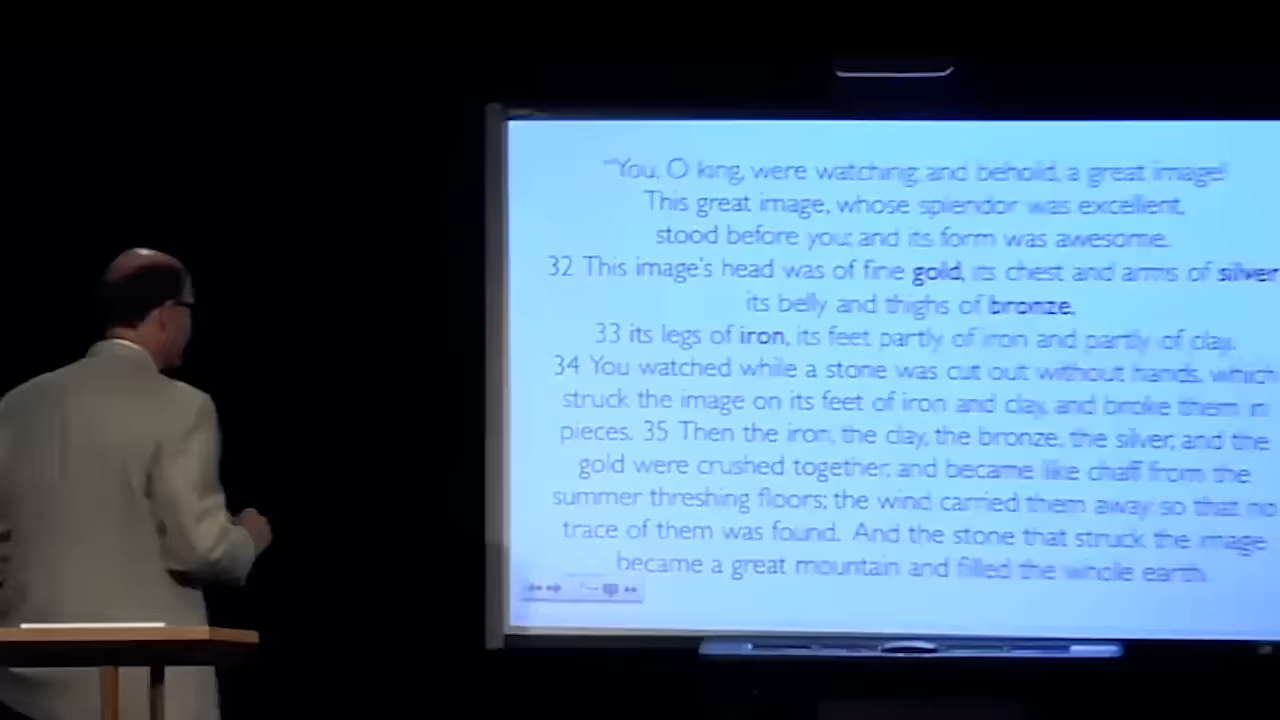 "You, O king, were watching; and behold, a great image!
This great image, whose splendor was excellent,
stood before you; and its form was awesome.
32 This image's head was of fine gold, its chest and arms of silver
its belly and thighs of bronze,
33 its legs of iron, its feet partly of iron and partly of clay.
34 You watched while a stone was cut out without hands, which
struck the image on its feet of iron and clay, and broke them in
pieces. 35 Then the iron, the clay, the bronze, the silver, and the
gold were crushed together, and became like chaff from the
summer threshing floors; the wind carried them away so that no
trace of them was found. And the stone that struck the image
became a great mountain and filled the whole earth.